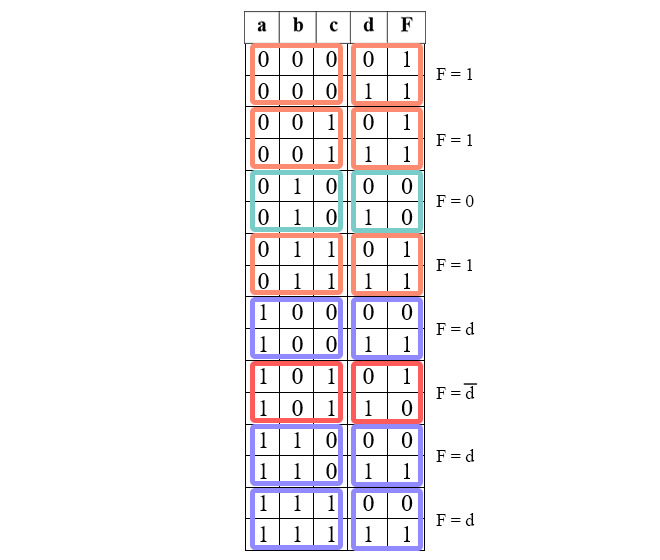 a b c d F
0 0 0 0 1
F = 1
0 0 0 1 1
0 0 1 0 1
F = 1
0 0 1 1 1
0 1 0 0 0
F = 0
0 1 0 1 0
0 1 1 0 1
F = 1
0 1 1 1 1
1 0 0 0 0
F = d
1 0 0 1 1
1 0 1 0 1
F = d̅
1 0 1 1 0
1 1 0 0 0
F = d
1 1 0 1 1
1 1 1 0 0
F = d
1 1 1 1 1